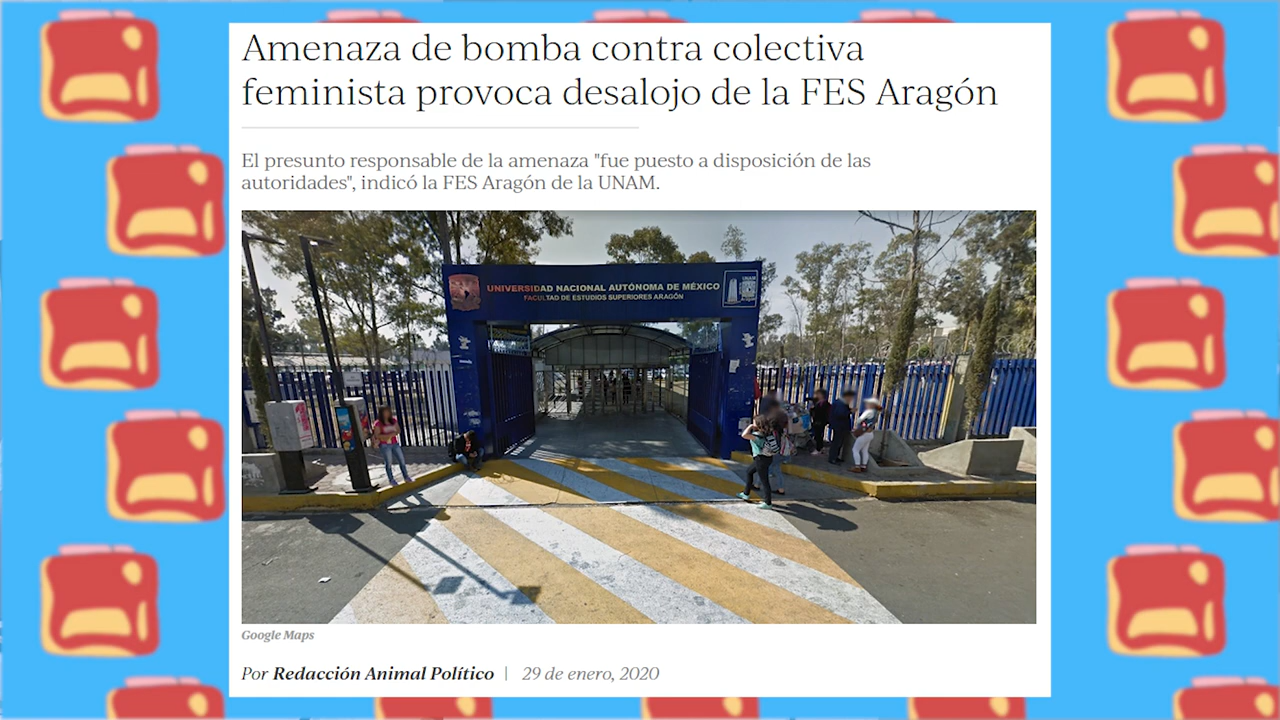 Amenaza de bomba contra colectiva
feminista provoca desalojo de la FES Aragón
El presunto responsable de la amenaza "fue puesto a disposición de las
autoridades", indicó la FES Aragón de la UNAM.
UNIVERSIDAD NACIONAL AUTÓNOMA DE MÉXICO
FACULTAD DE ESTUDIOS SUPERIORES ARAGÓN
UNAM
Google Maps
Por Redacción Animal Político | 29 de enero, 2020